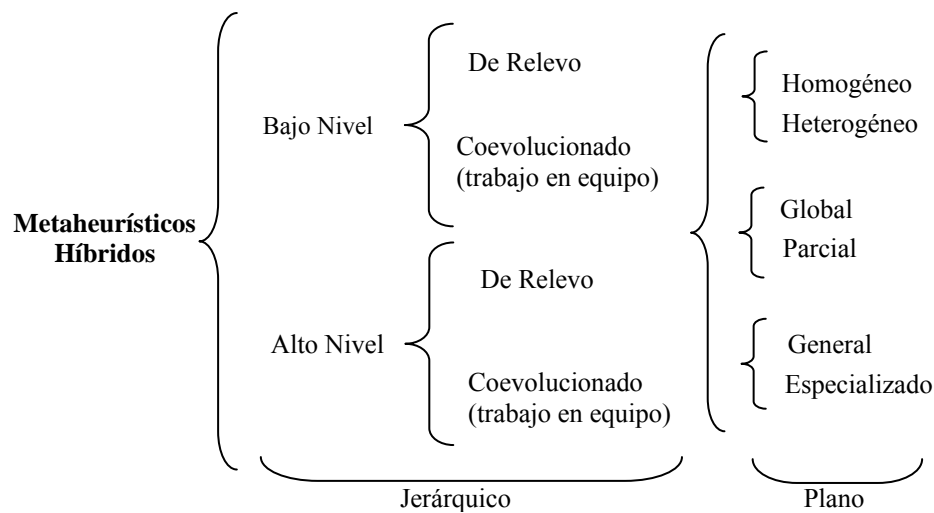 Metaheurísticos
Híbridos
Bajo Nivel
De Relevo
Coevolucionado
(trabajo en equipo)
Alto Nivel
De Relevo
Coevolucionado
(trabajo en equipo)
Homogéneo
Heterogéneo
Global
Parcial
General
Especializado
Jerárquico
Plano